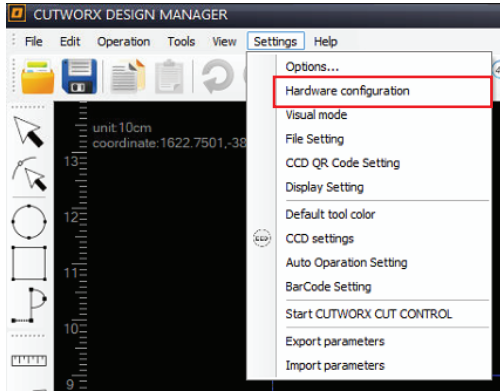 CUTWORX DESIGN MANAGER
File Edit Operation Tools View Settings Help
Options...
Hardware configuration
Visual mode
File Setting
CCD QR Code Setting
Display Setting
Default tool color
CCD settings
Auto Oparation Setting
BarCode Setting
Start CUTWORX CUT CONTROL
Export parameters
Import parameters
unit:10cm
coordinate:1622.7501,-38
13
12
11
10
9